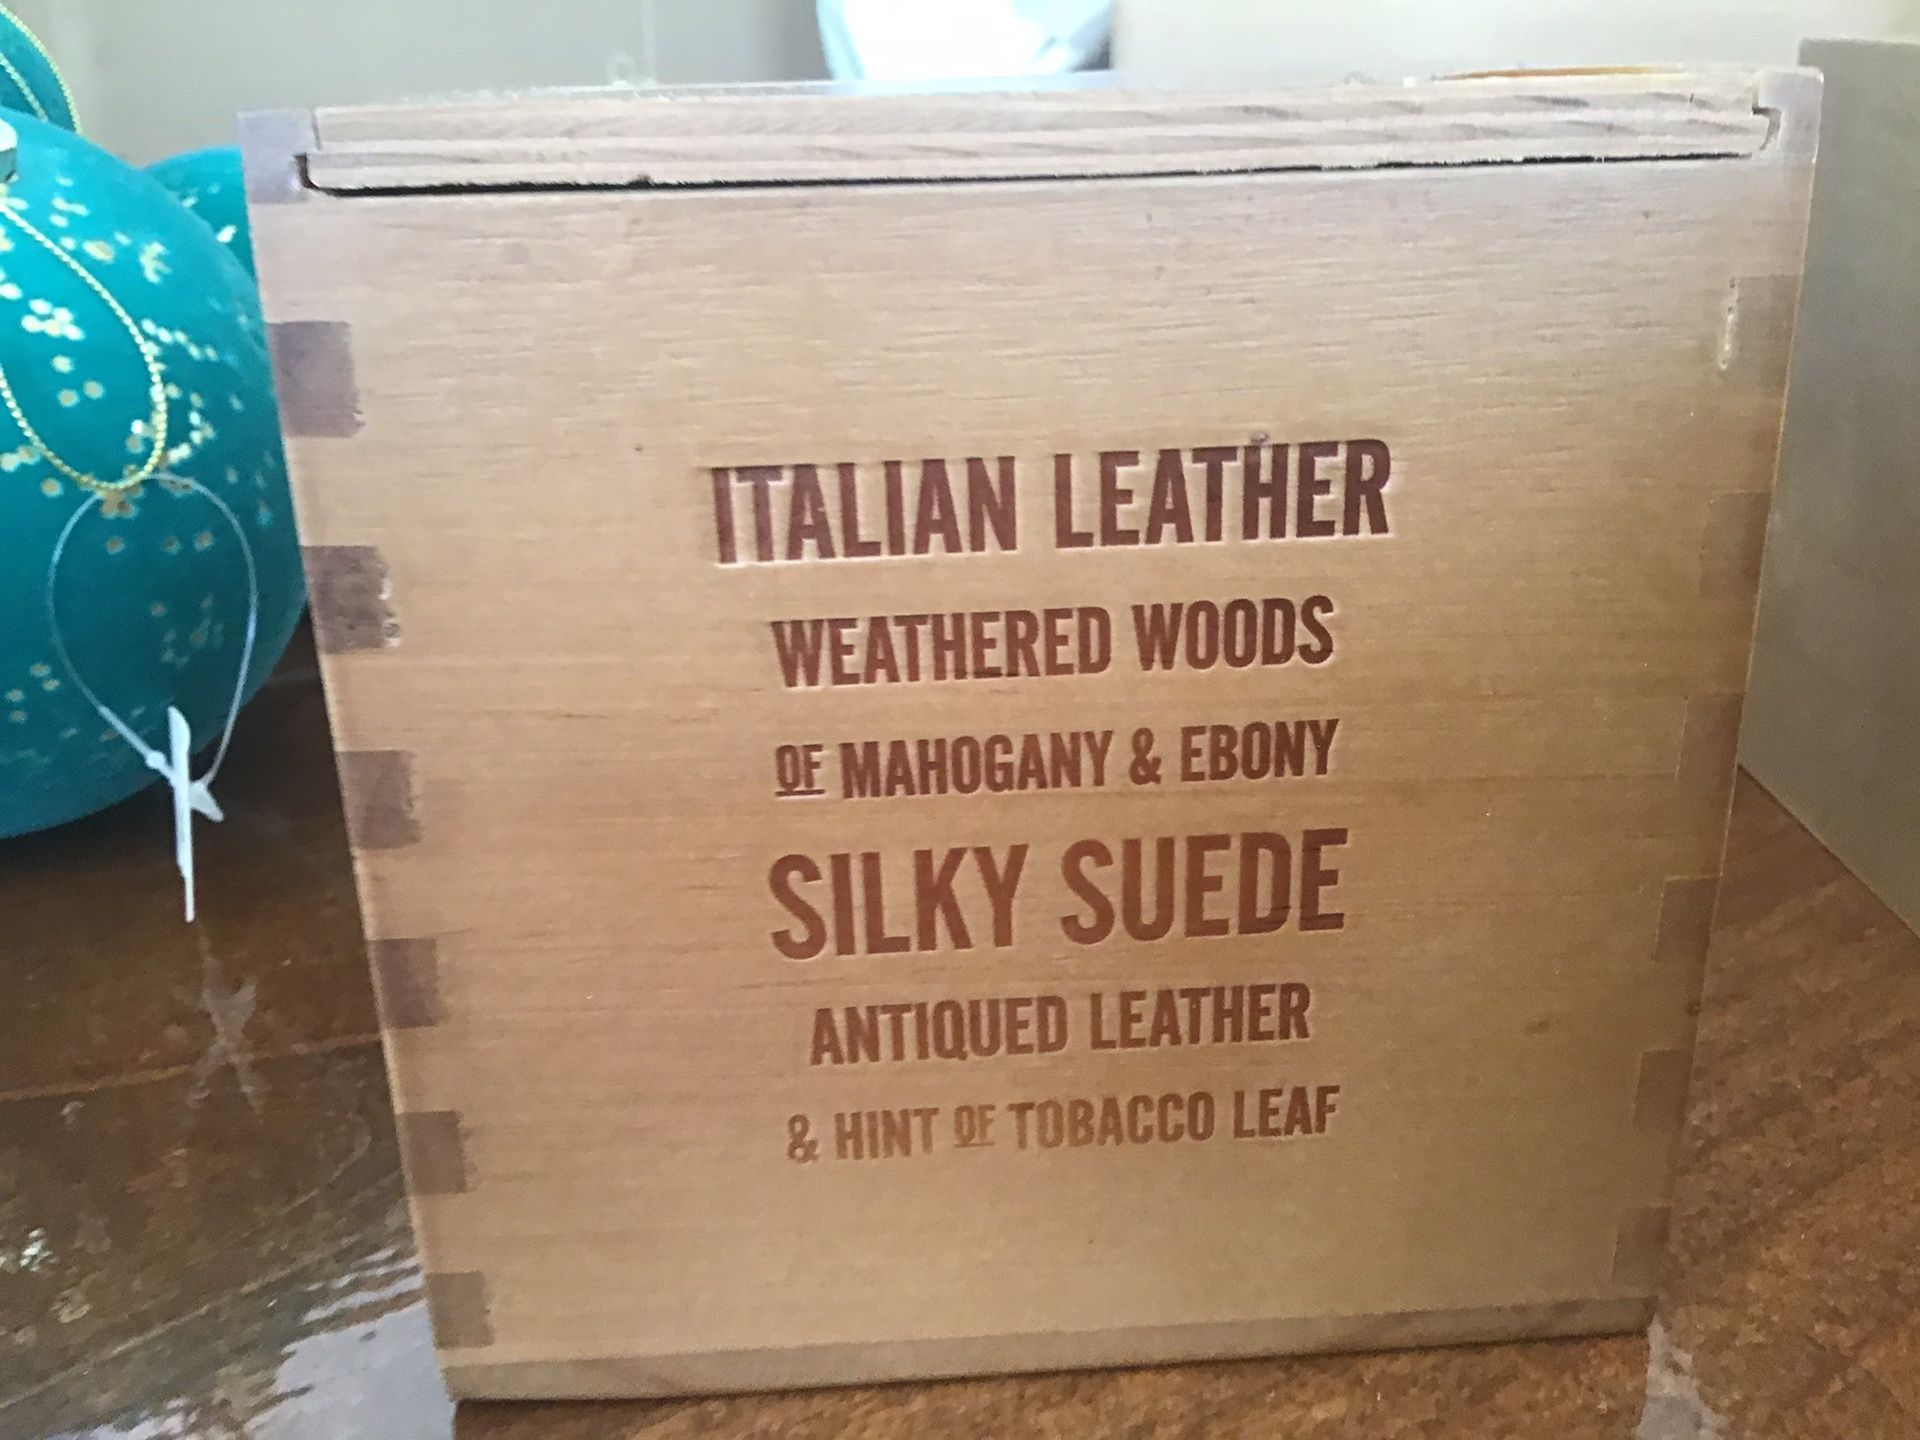 ITALIAN LEATHER
WEATHERED WOODS
OF MAHOGANY & EBONY
SILKY SUEDE
ANTIQUED LEATHER
& HINT OF TOBACCO LEAF